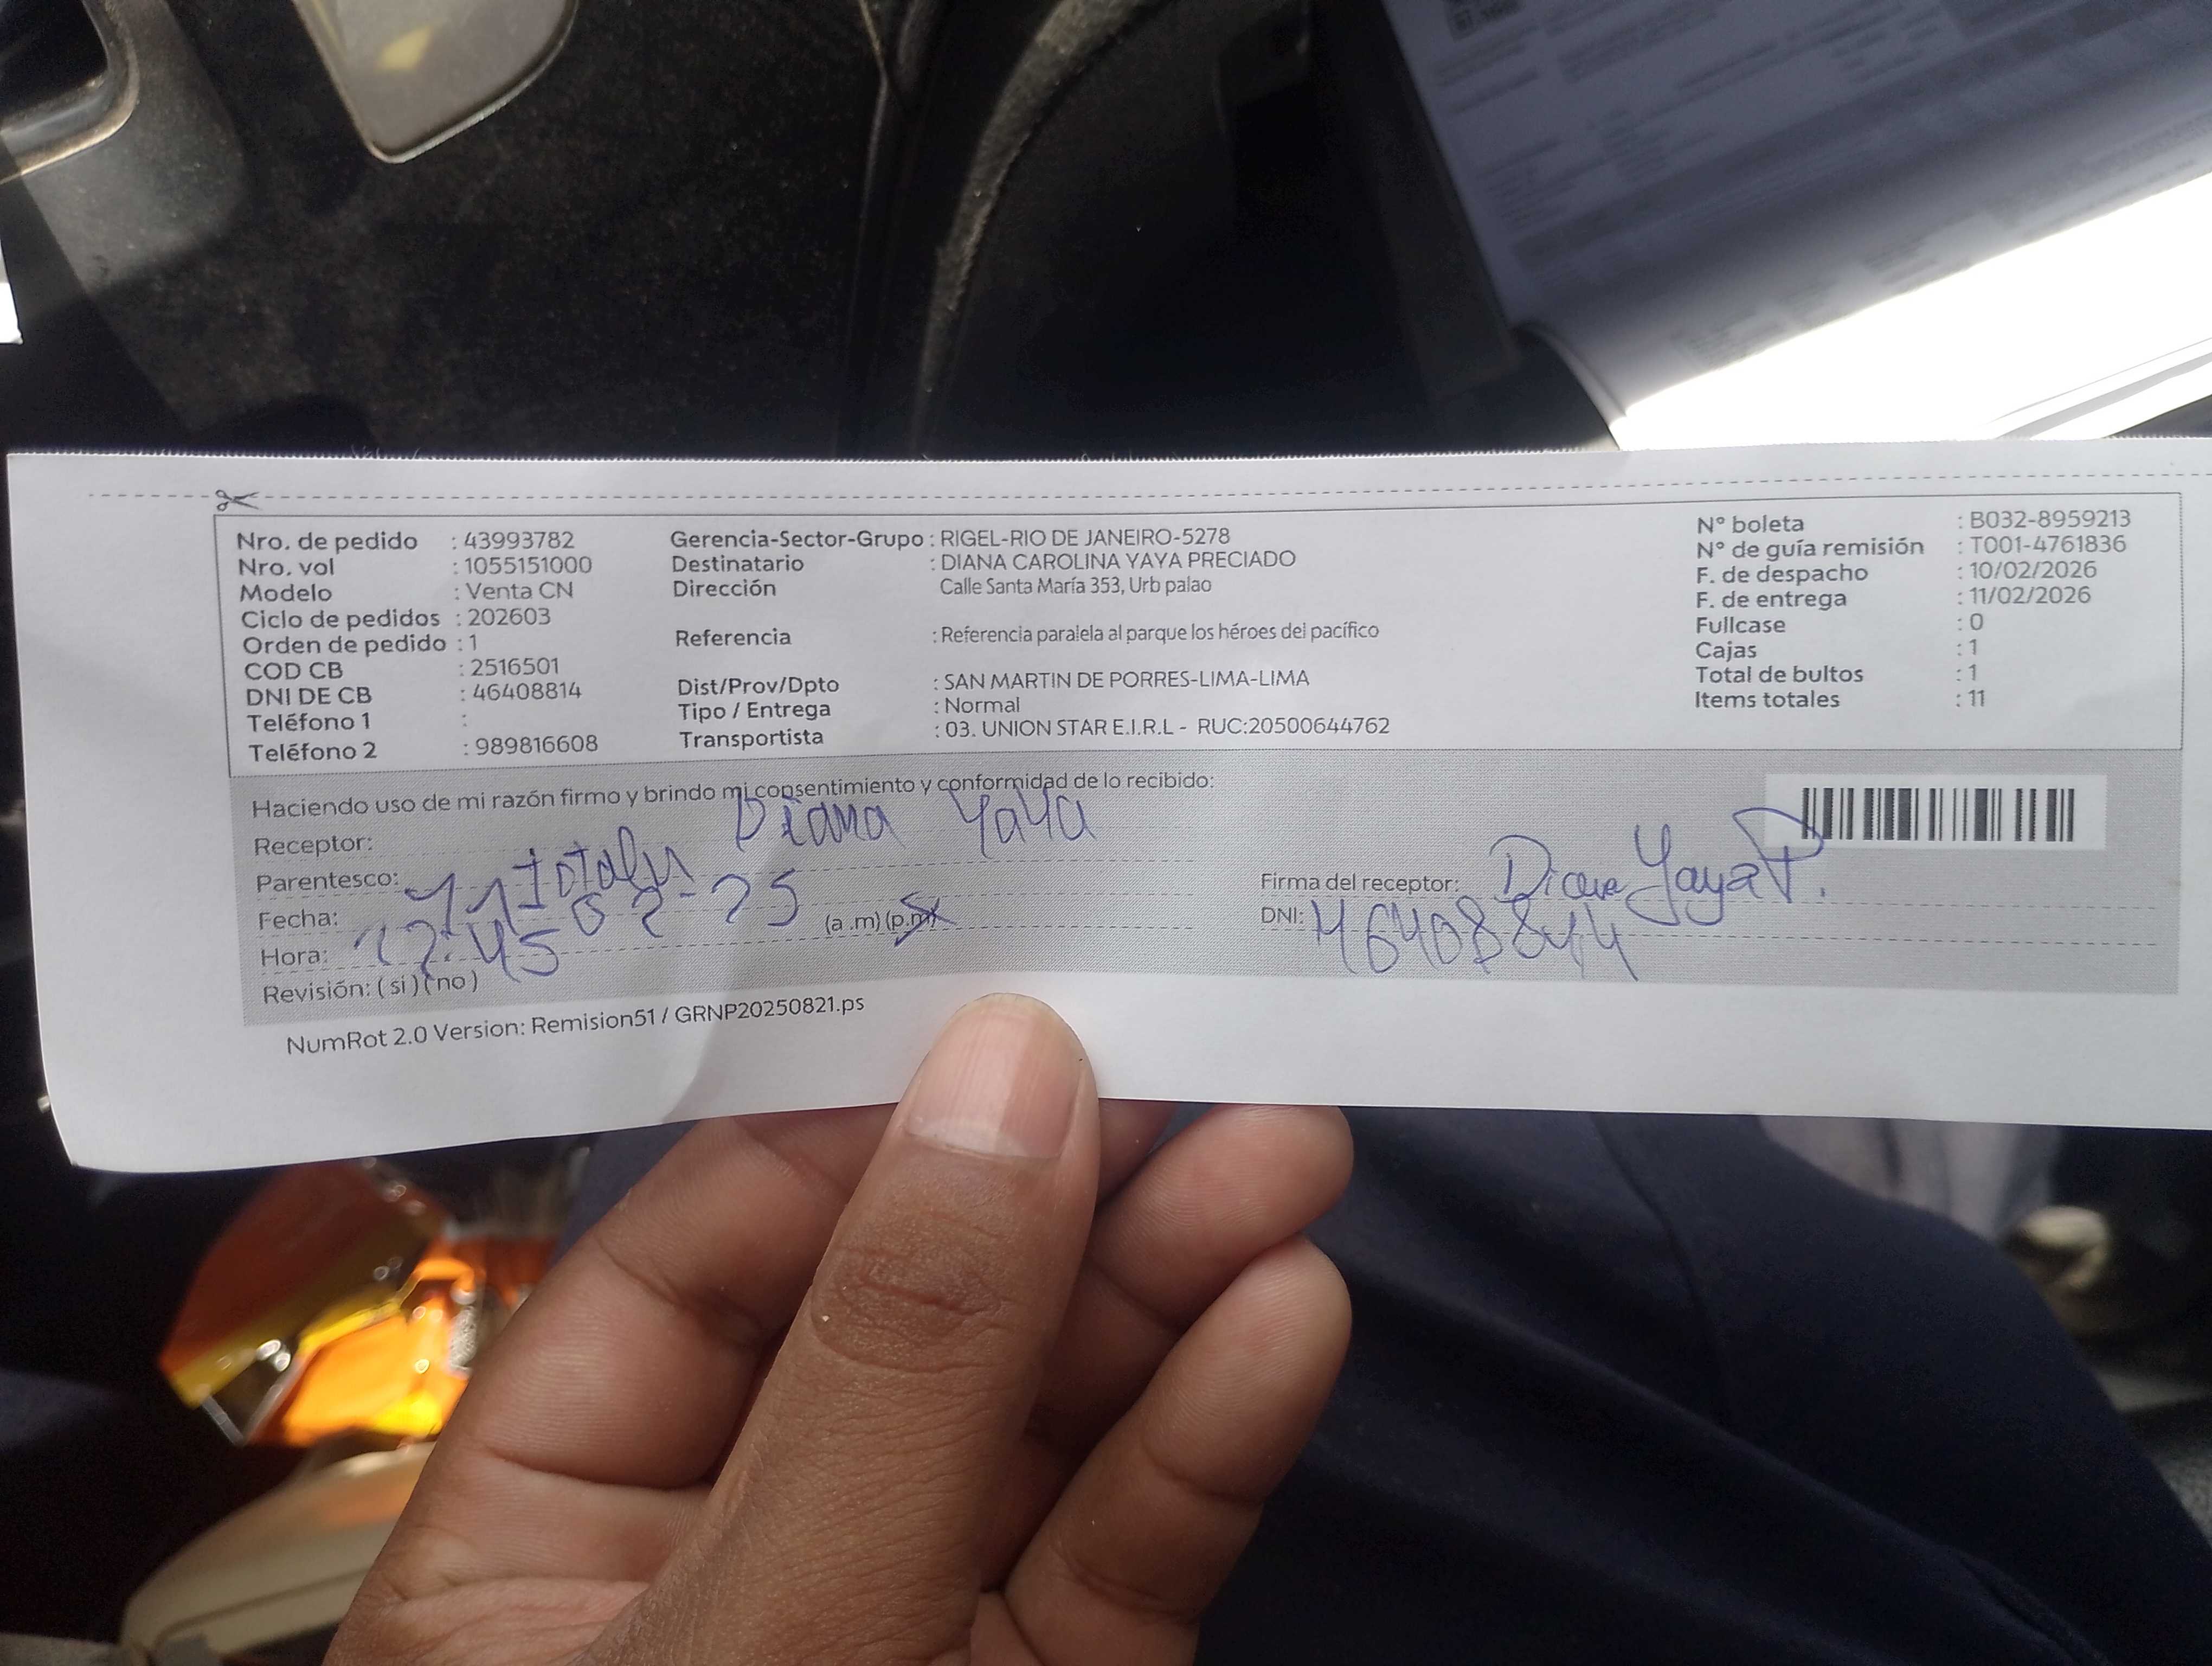 Nro. de pedido : 43993782
Nro. vol : 1055151000
Modelo : Venta CN
Ciclo de pedidos : 202603
Orden de pedido : 1
COD CB : 2516501
DNI DE CB : 46408814
Teléfono 1 :
Teléfono 2 : 989816608
Gerencia-Sector-Grupo : RIGEL-RIO DE JANEIRO-5278
Destinatario : DIANA CAROLINA YAYA PRECIADO
Dirección Calle Santa María 353, Urb palao
Referencia : Referencia paralela al parque los héroes del pacífico
Dist/Prov/Dpto : SAN MARTIN DE PORRES-LIMA-LIMA
Tipo / Entrega : Normal
Transportista : 03. UNION STAR E.I.R.L - RUC:20500644762
N° boleta : B032-8959213
N° de guía remisión : T001-4761836
F. de despacho : 10/02/2026
F. de entrega : 11/02/2026
Fullcase : 0
Cajas : 1
Total de bultos : 1
Items totales : 11
Haciendo uso de mi razón firmo y brindo mi consentimiento y conformidad de lo recibido:
Receptor: Diana Yaya
Parentesco:
Fecha:
Hora: 12:45 (a .m) (p.m)
Revisión: ( si ) ( no )
Firma del receptor: Diana Yaya P.
DNI: 46408814
NumRot 2.0 Version: Remision51 / GRNP20250821.ps